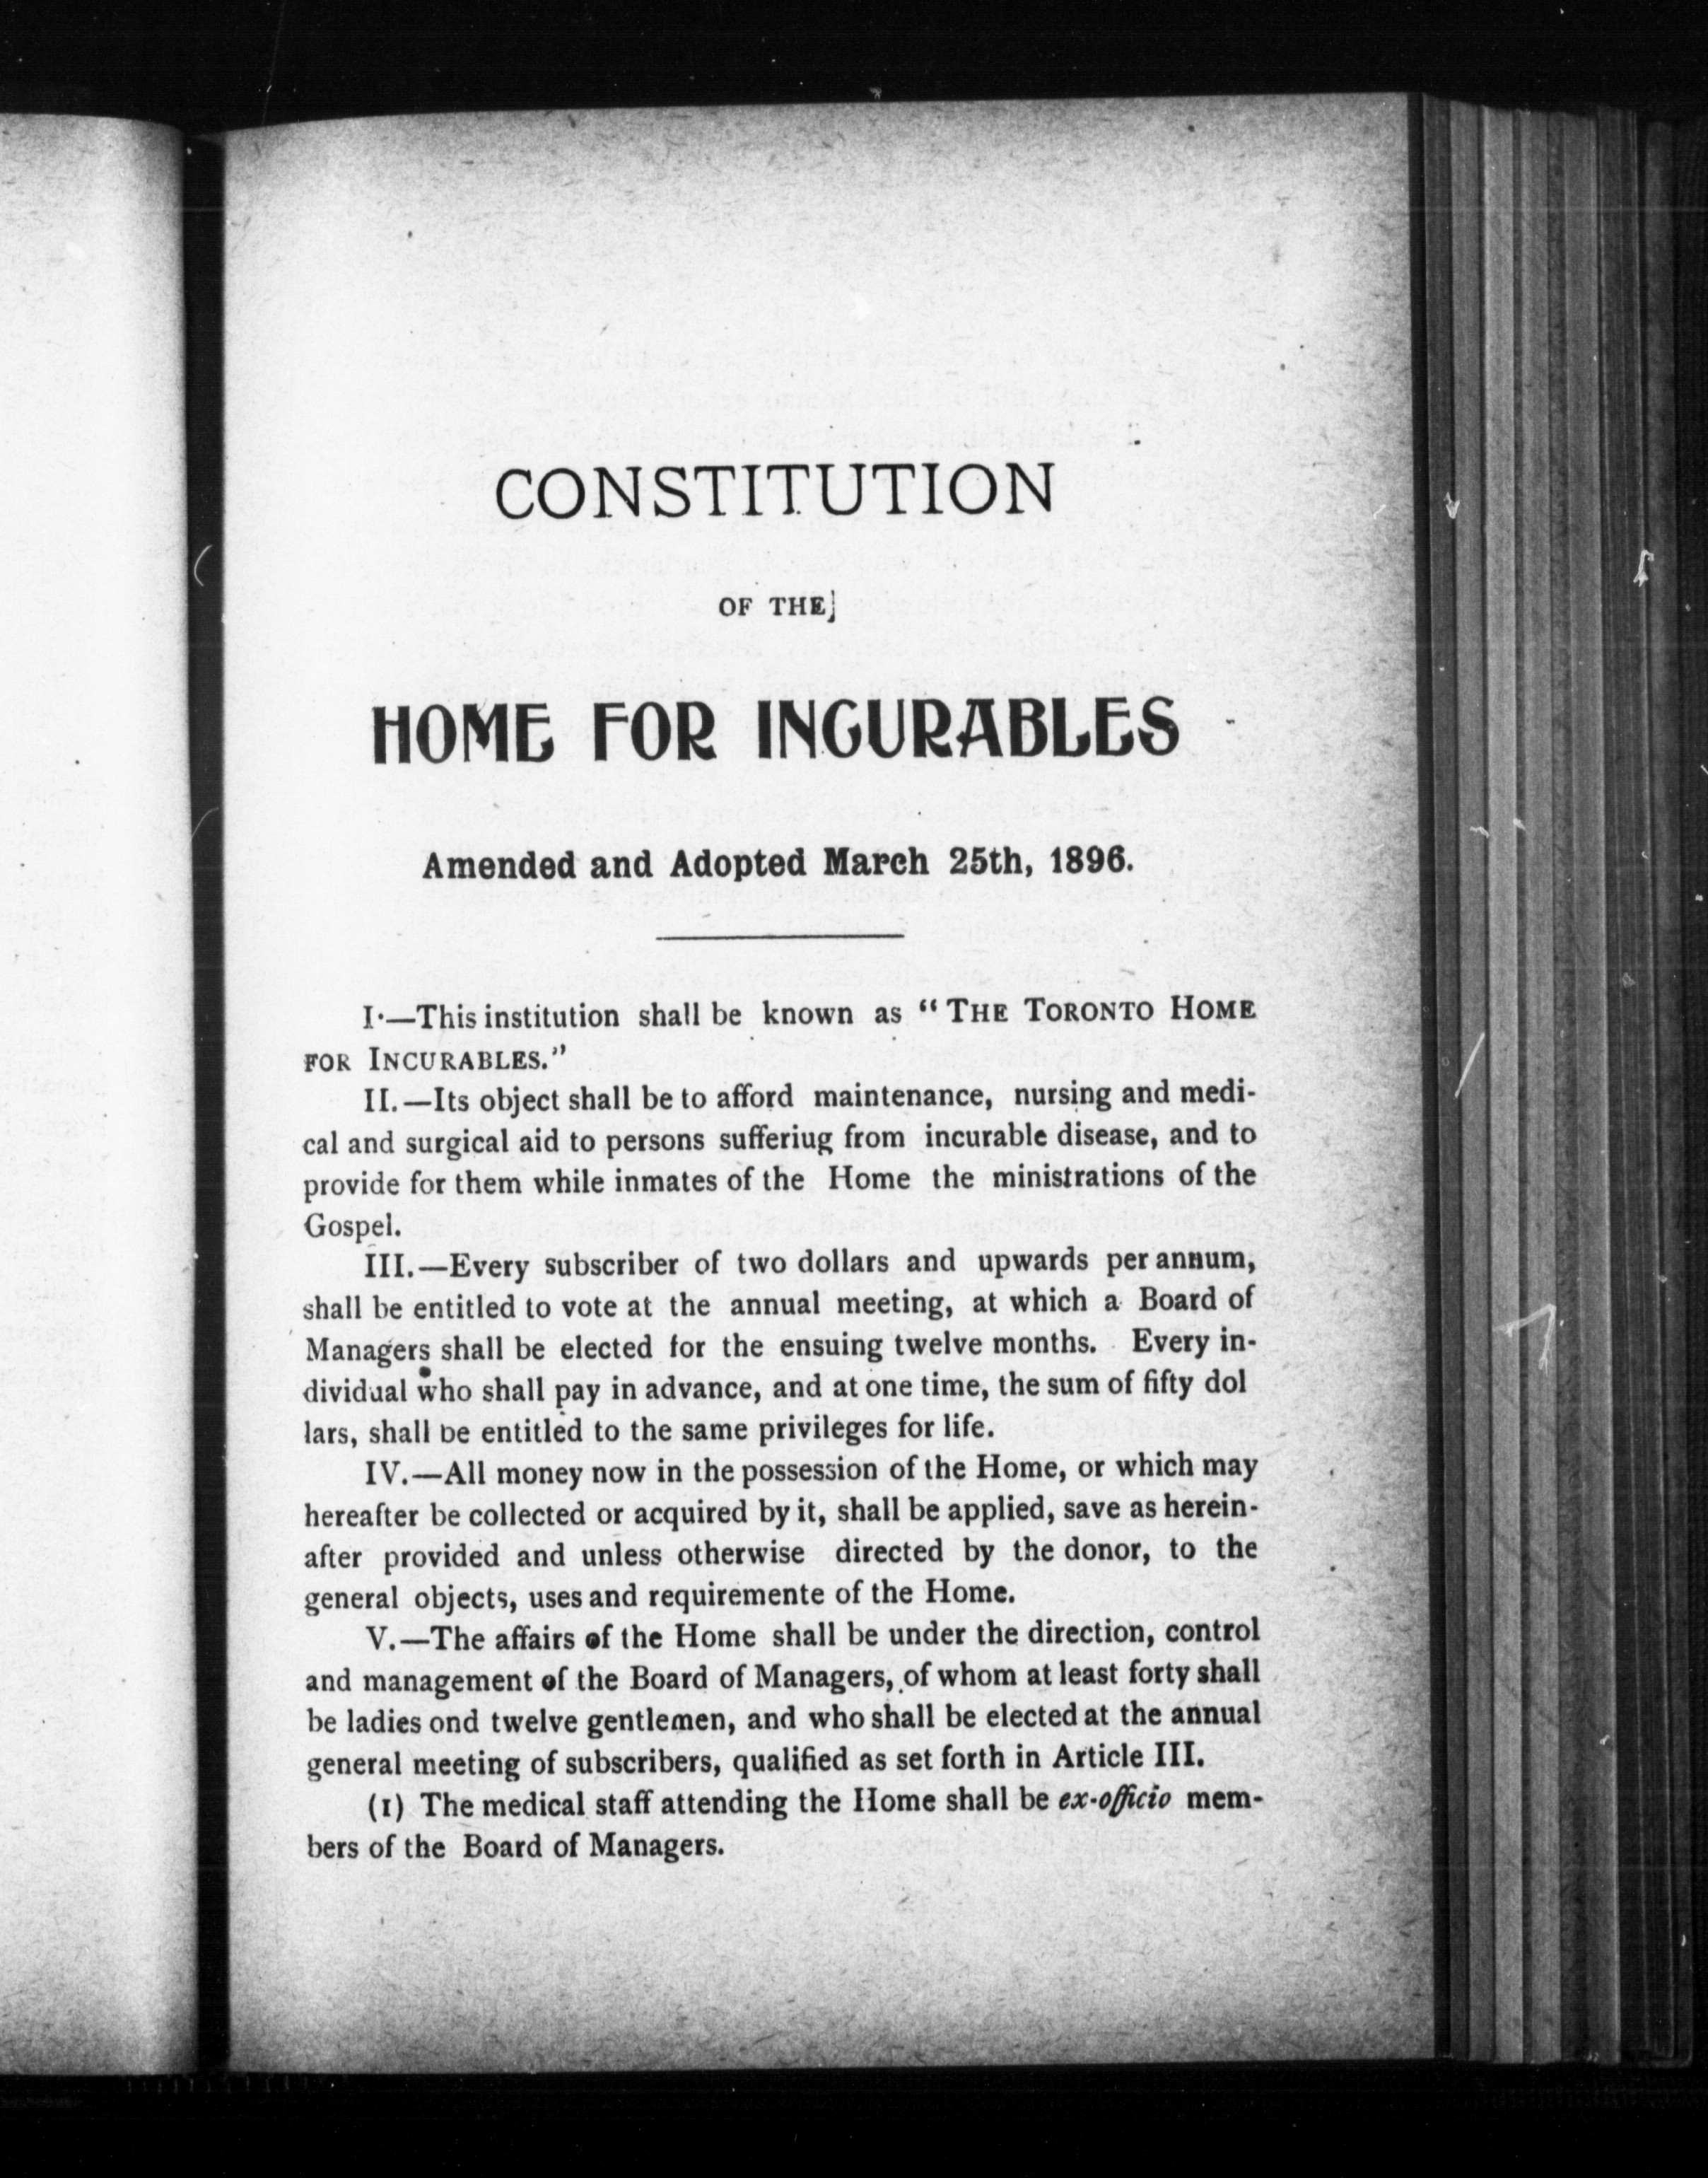 CONSTITUTION
OF THE
HOME FOR INCURABLES
Amended and Adopted March 25th, 1896.
I.—This institution shall be known as "THE TORONTO HOME
FOR INCURABLES."
II.—Its object shall be to afford maintenance, nursing and medi-
cal and surgical aid to persons sufferiug from incurable disease, and to
provide for them while inmates of the Home the ministrations of the
Gospel.
III.—Every subscriber of two dollars and upwards per annum,
shall be entitled to vote at the annual meeting, at which a Board of
Managers shall be elected for the ensuing twelve months. Every in-
dividual who shall pay in advance, and at one time, the sum of fifty dol
lars, shall be entitled to the same privileges for life.
IV.—All money now in the possession of the Home, or which may
hereafter be collected or acquired by it, shall be applied, save as herein-
after provided and unless otherwise directed by the donor, to the
general objects, uses and requiremente of the Home.
V.—The affairs of the Home shall be under the direction, control
and management of the Board of Managers, of whom at least forty shall
be ladies ond twelve gentlemen, and who shall be elected at the annual
general meeting of subscribers, qualified as set forth in Article III.
(1) The medical staff attending the Home shall be ex-officio mem-
bers of the Board of Managers.